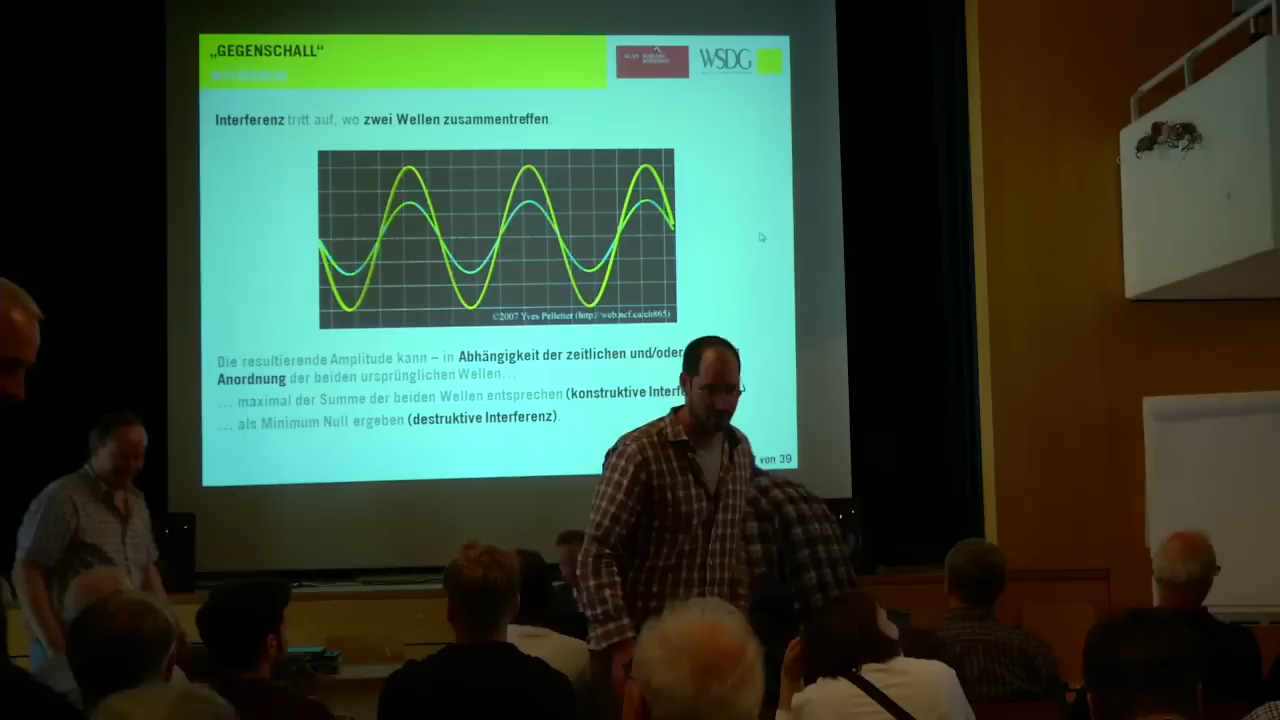 „GEGENSCHALL“
WSDG
Interferenz tritt auf, wo zwei Wellen zusammentreffen.
©2007 Yves Pelletier (http://web.ncf.ca/ch865)
Die resultierende Amplitude kann – in Abhängigkeit der zeitlichen und/oder
Anordnung der beiden ursprünglichen Wellen…
… maximal der Summe der beiden Wellen entsprechen (konstruktive Interf
… als Minimum Null ergeben (destruktive Interferenz).
von 39